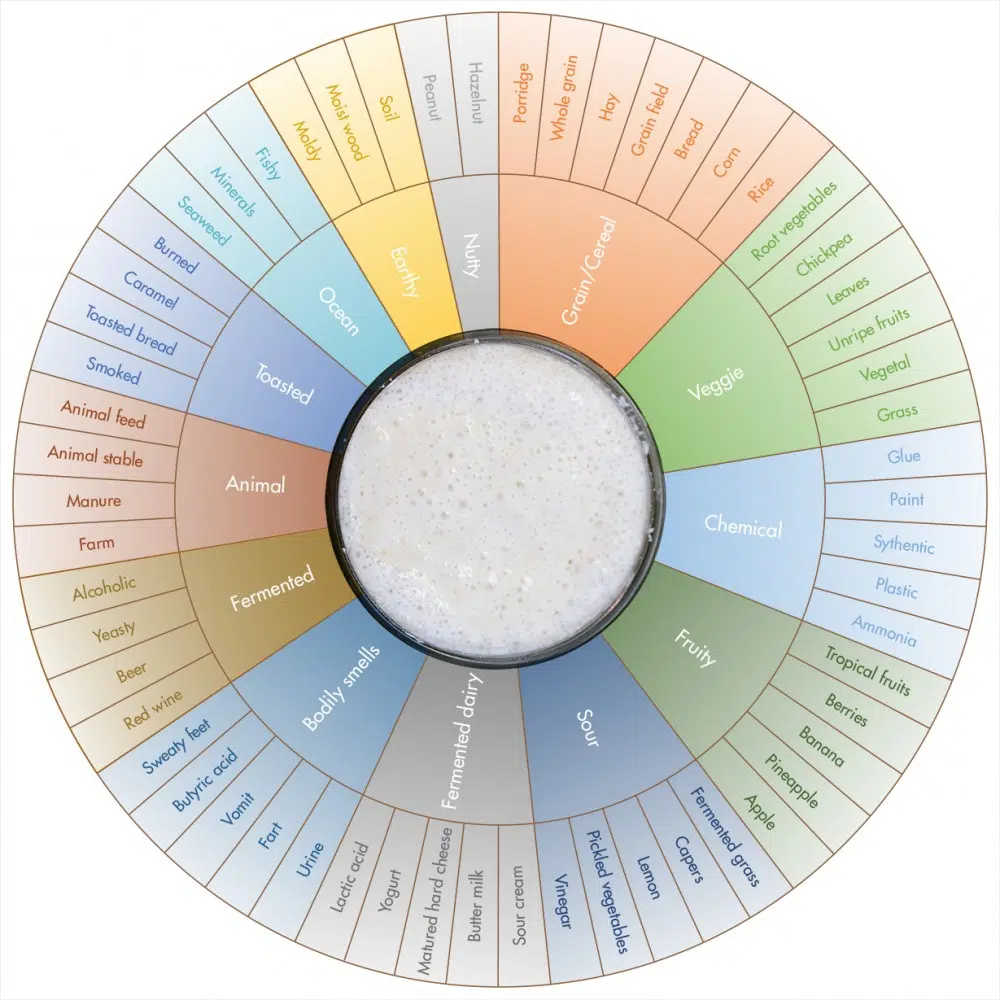 Nutty
Hazelnut
Peanut
Grain/Cereal
Porridge
Whole grain
Hay
Grain field
Bread
Corn
Rice
Veggie
Root vegetables
Chickpea
Leaves
Unripe fruits
Vegetal
Grass
Chemical
Glue
Paint
Sythentic
Plastic
Ammonia
Fruity
Tropical fruits
Berries
Banana
Pineapple
Apple
Sour
Fermented grass
Capers
Lemon
Pickled vegetables
Vinegar
Fermented dairy
Sour cream
Butter milk
Matured hard cheese
Yogurt
Lactic acid
Bodily smells
Urine
Fart
Vomit
Butyric acid
Sweaty feet
Fermented
Red wine
Beer
Yeasty
Alcoholic
Animal
Farm
Manure
Animal stable
Animal feed
Toasted
Smoked
Toasted bread
Caramel
Burned
Ocean
Seaweed
Minerals
Fishy
Earthy
Moldy
Moist wood
Soil